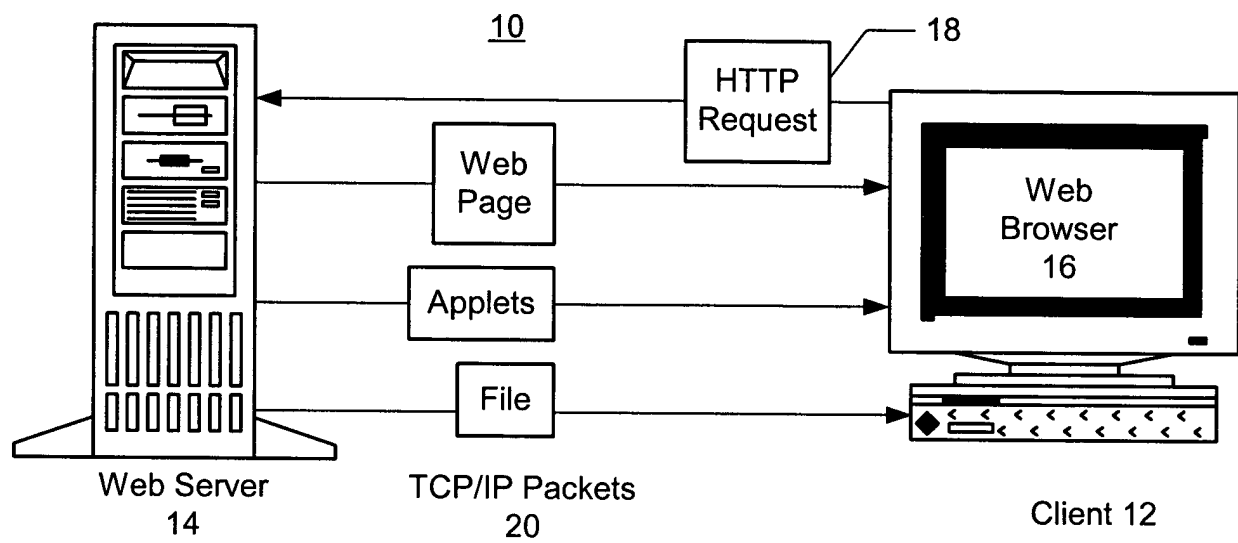 10
18
HTTP
Request
Web
Page
Web
Browser
16
Applets
File
Web Server
14
TCP/IP Packets
20
Client 12